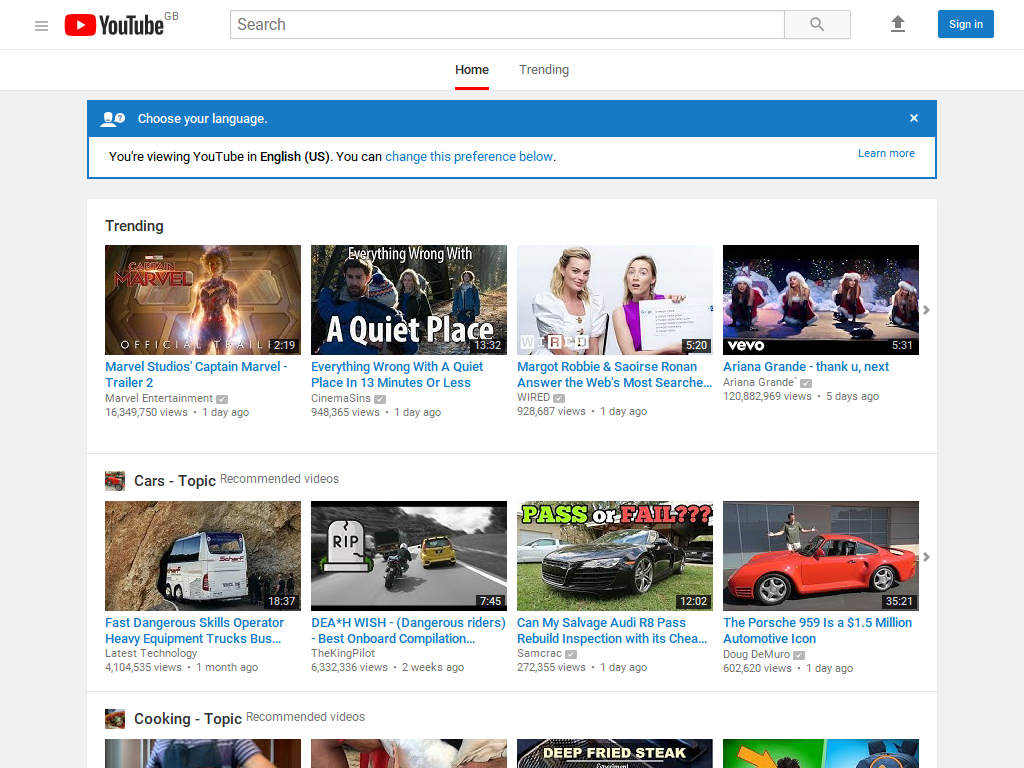 YouTube GB
Search
Sign in
Home
Trending
Choose your language.
×
You're viewing YouTube in English (US). You can change this preference below.
Learn more
Trending
CAPTAIN MARVEL
OFFICIAL TRAILER
2:19
Everything Wrong With
A Quiet Place
13:32
WIRED
5:20
vevo
5:31
Marvel Studios' Captain Marvel - Trailer 2
Marvel Entertainment
16,349,750 views • 1 day ago
Everything Wrong With A Quiet Place In 13 Minutes Or Less
CinemaSins
948,365 views • 1 day ago
Margot Robbie & Saoirse Ronan Answer the Web's Most Searche...
WIRED
928,687 views • 1 day ago
Ariana Grande - thank u, next
Ariana Grande`
120,882,969 views • 5 days ago
Cars - Topic Recommended videos
18:37
RIP
7:45
PASS or FAIL???
12:02
35:21
Fast Dangerous Skills Operator Heavy Equipment Trucks Bus...
Latest Technology
4,104,535 views • 1 month ago
DEA*H WISH - (Dangerous riders) - Best Onboard Compilation...
TheKingPilot
6,332,336 views • 2 weeks ago
Can My Salvage Audi R8 Pass Rebuild Inspection with its Chea...
Samcrac
272,355 views • 1 day ago
The Porsche 959 Is a $1.5 Million Automotive Icon
Doug DeMuro
602,620 views • 1 day ago
Cooking - Topic Recommended videos
DEEP FRIED STEAK
Experiment